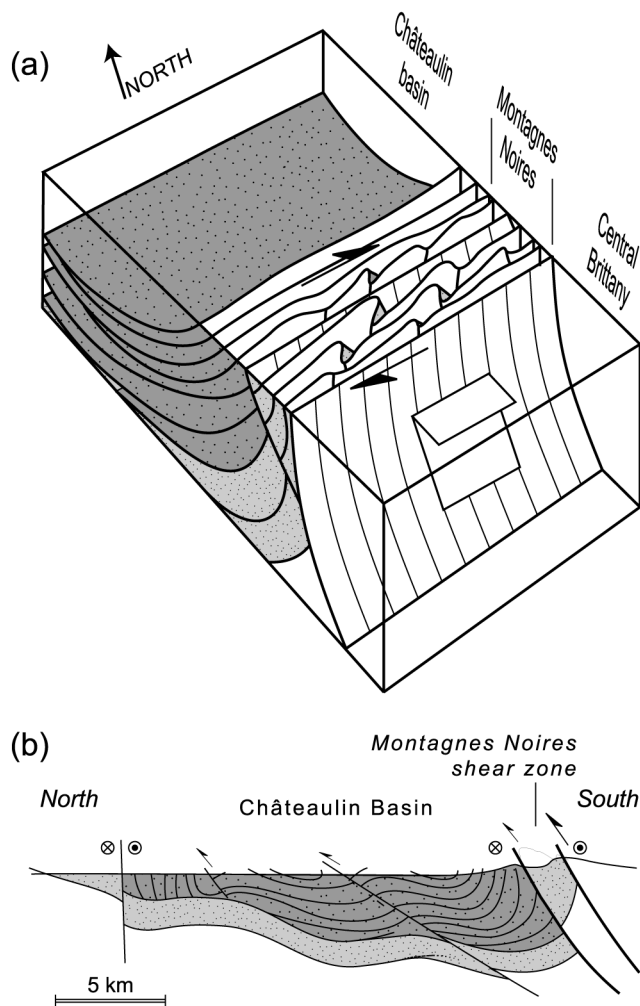 (a)
NORTH
Châteaulin
basin
Montagnes
Noires
Central
Brittany
(b)
Montagnes Noires
shear zone
North
Châteaulin Basin
South
5 km